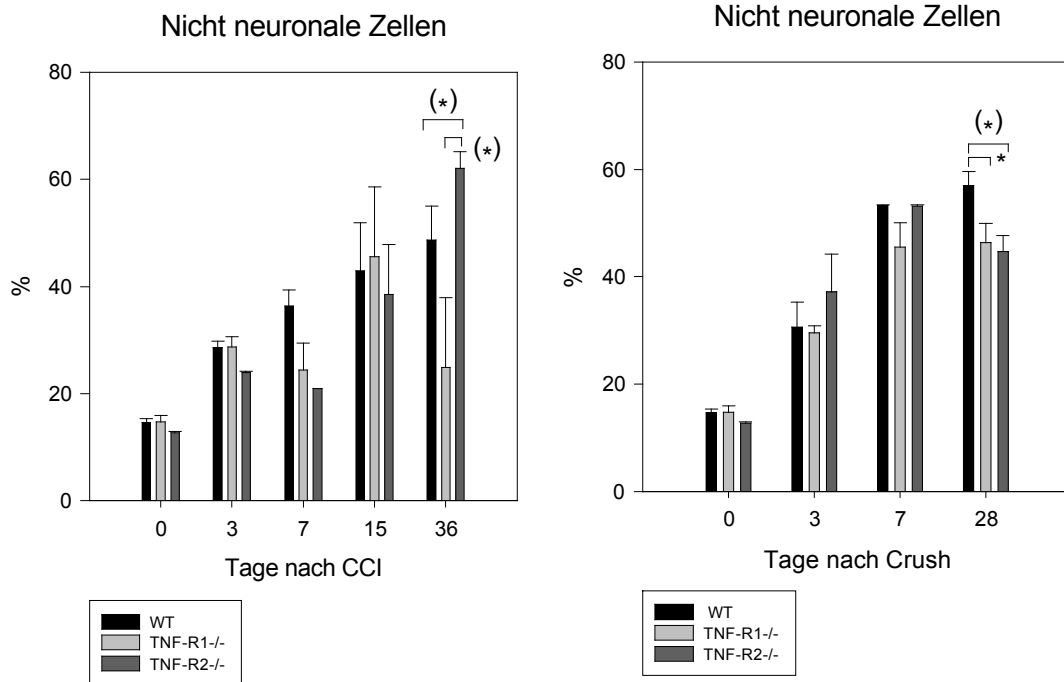 Nicht neuronale Zellen
80
60
40
20
0
%
(*)
(*)
0 3 7 15 36
Tage nach CCI
WT
TNF-R1-/-
TNF-R2-/-
Nicht neuronale Zellen
80
60
40
20
0
%
(*)
*
0 3 7 28
Tage nach Crush
WT
TNF-R1-/-
TNF-R2-/-